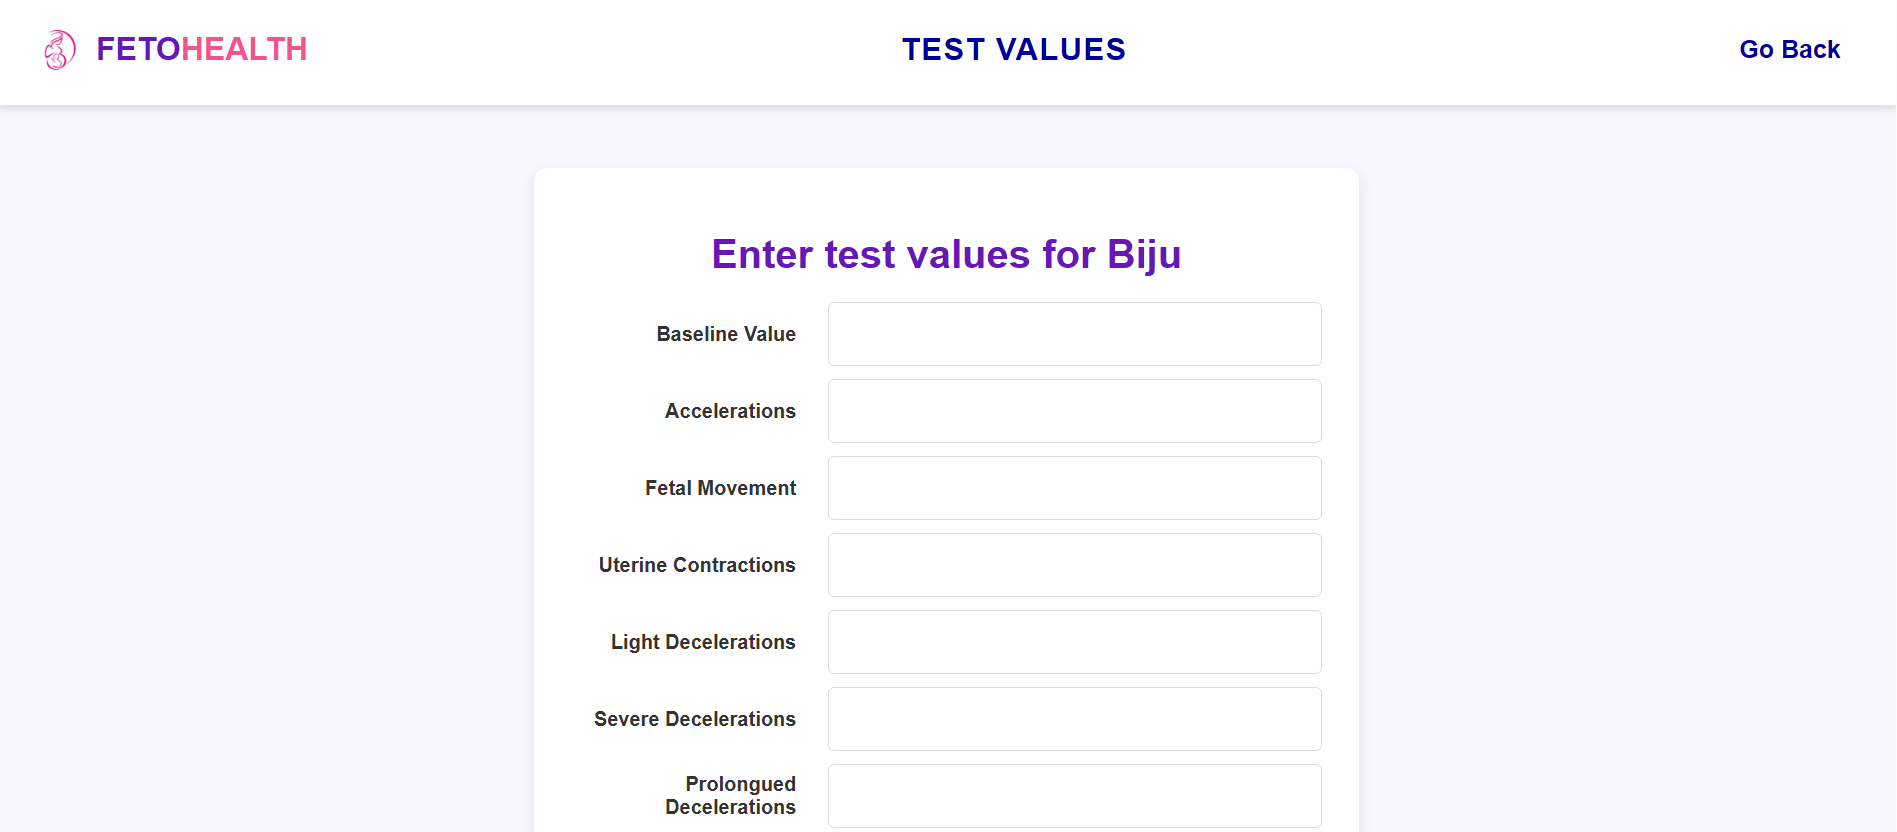 FETOHEALTH
TEST VALUES
Go Back
Enter test values for Biju
Baseline Value
Accelerations
Fetal Movement
Uterine Contractions
Light Decelerations
Severe Decelerations
Prolongued
Decelerations